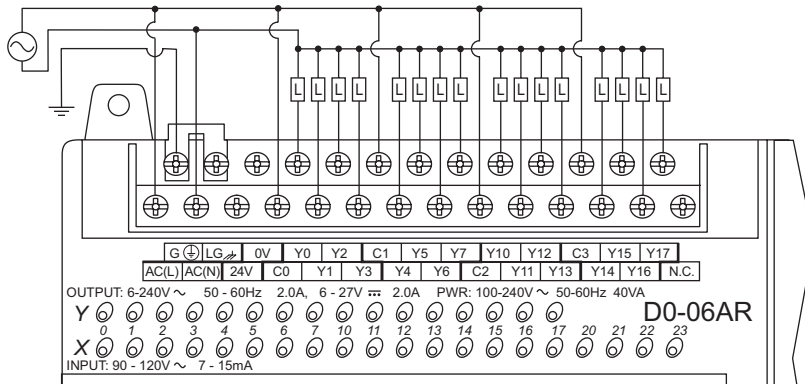 L L L L L L L L L L L L L L L L
G LG 0V Y0 Y2 C1 Y5 Y7 Y10 Y12 C3 Y15 Y17
AC(L) AC(N) 24V C0 Y1 Y3 Y4 Y6 C2 Y11 Y13 Y14 Y16 N.C.
OUTPUT: 6-240V ∼ 50 - 60Hz 2.0A, 6 - 27V ⎓ 2.0A PWR: 100-240V ∼ 50-60Hz 40VA
Y D0-06AR
0 1 2 3 4 5 6 7 10 11 12 13 14 15 16 17 20 21 22 23
X
INPUT: 90 - 120V ∼ 7 - 15mA